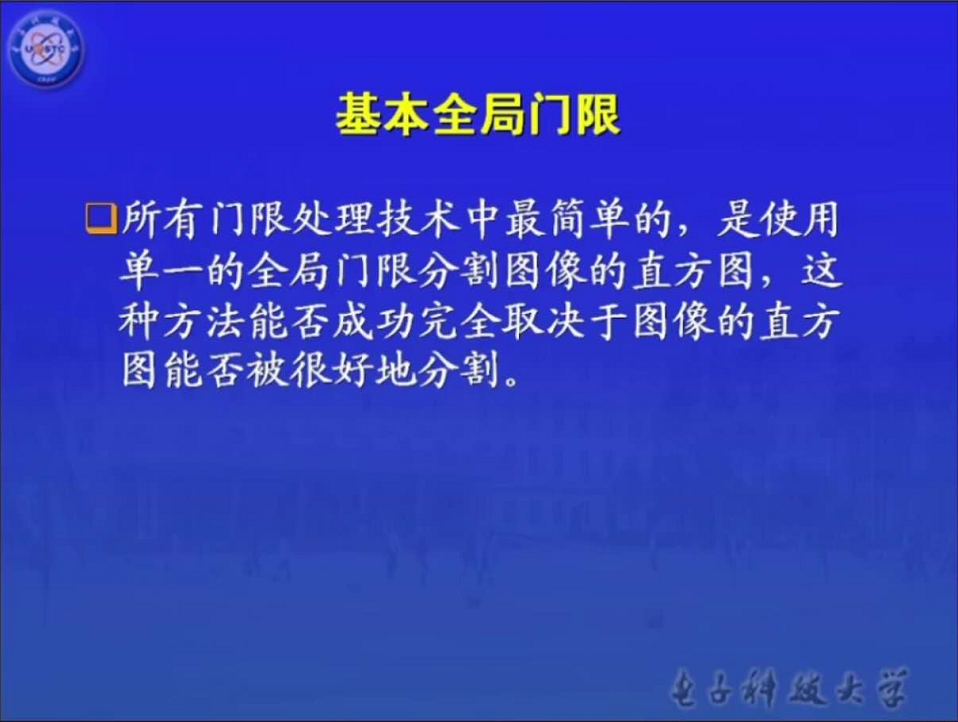 基本全局门限
❑所有门限处理技术中最简单的，是使用
单一的全局门限分割图像的直方图，这
种方法能否成功完全取决于图像的直方
图能否被很好地分割。
电子科技大学